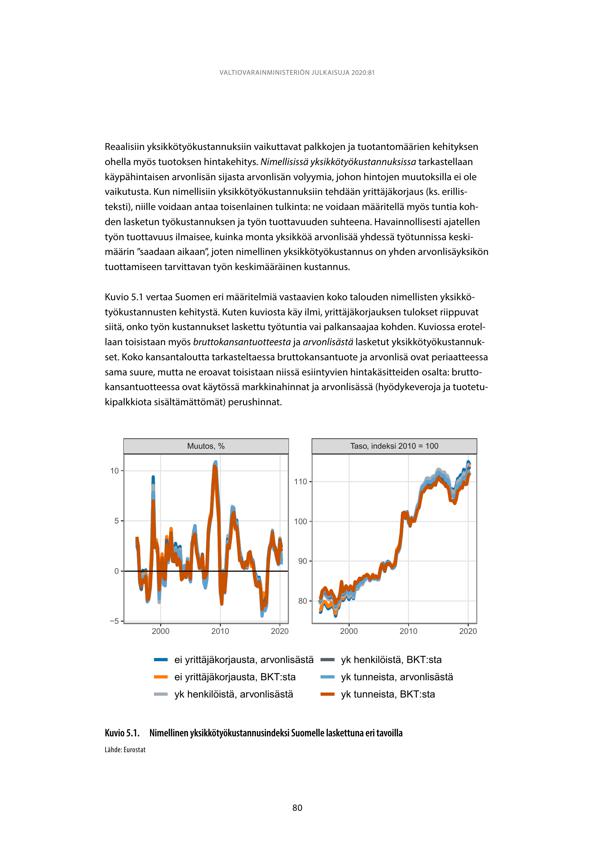 VALTIOVARAINMINISTERIÖN JULKAISUJA 2020:81
Reaalisiin yksikkötyökustannuksiin vaikuttavat palkkojen ja tuotantomäärien kehityksen
ohella myös tuotoksen hintakehitys. Nimellisissä yksikkötyökustannuksissa tarkastellaan
käypähintaisen arvonlisän sijasta arvonlisän volyymia, johon hintojen muutoksilla ei ole
vaikutusta. Kun nimellisiin yksikkötyökustannuksiin tehdään yrittäjäkorjaus (ks. erillis-
teksti), niille voidaan antaa toisenlainen tulkinta: ne voidaan määritellä myös tuntia koh-
den lasketun työkustannuksen ja työn tuottavuuden suhteena. Havainnollisesti ajatellen
työn tuottavuus ilmaisee, kuinka monta yksikköä arvonlisää yhdessä työtunnissa keski-
määrin ”saadaan aikaan”, joten nimellinen yksikkötyökustannus on yhden arvonlisäyksikön
tuottamiseen tarvittavan työn keskimääräinen kustannus.
Kuvio 5.1 vertaa Suomen eri määritelmiä vastaavien koko talouden nimellisten yksikkö-
työkustannusten kehitystä. Kuten kuviosta käy ilmi, yrittäjäkorjauksen tulokset riippuvat
siitä, onko työn kustannukset laskettu työtuntia vai palkansaajaa kohden. Kuviossa erotel-
laan toisistaan myös bruttokansantuotteesta ja arvonlisästä lasketut yksikkötyökustannuk-
set. Koko kansantaloutta tarkasteltaessa bruttokansantuote ja arvonlisä ovat periaatteessa
sama suure, mutta ne eroavat toisistaan niissä esiintyvien hintakäsitteiden osalta: brutto-
kansantuotteessa ovat käytössä markkinahinnat ja arvonlisässä (hyödykeveroja ja tuotetu-
kipalkkiota sisältämättömät) perushinnat.
Muutos, %
10
5
0
−5
2000 2010 2020
Taso, indeksi 2010 = 100
110
100
90
80
2000 2010 2020
ei yrittäjäkorjausta, arvonlisästä
yk henkilöistä, BKT:sta
ei yrittäjäkorjausta, BKT:sta
yk tunneista, arvonlisästä
yk henkilöistä, arvonlisästä
yk tunneista, BKT:sta
Kuvio 5.1. Nimellinen yksikkötyökustannusindeksi Suomelle laskettuna eri tavoilla
Lähde: Eurostat
80